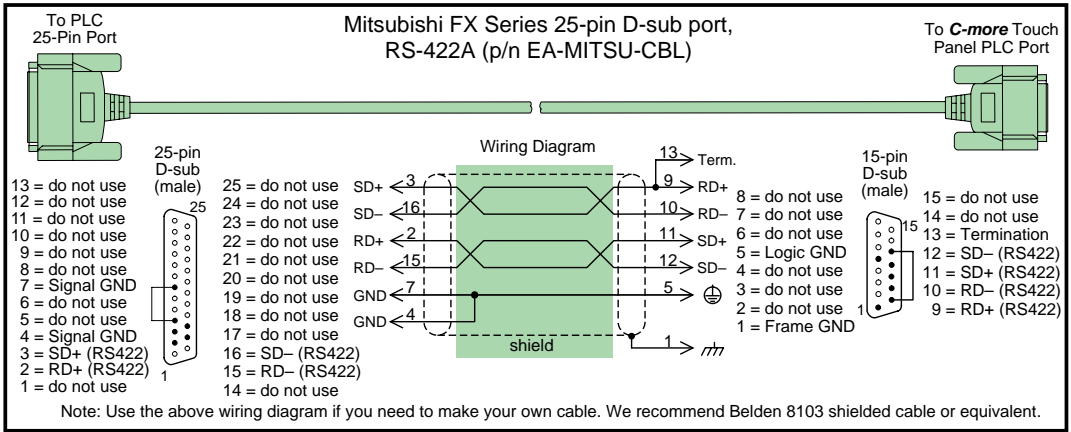 To PLC
25-Pin Port
Mitsubishi FX Series 25-pin D-sub port,
RS-422A (p/n EA-MITSU-CBL)
To C-more Touch
Panel PLC Port
25-pin
D-sub
(male)
13 = do not use
12 = do not use
11 = do not use
10 = do not use
9 = do not use
8 = do not use
7 = Signal GND
6 = do not use
5 = do not use
4 = Signal GND
3 = SD+ (RS422)
2 = RD+ (RS422)
1 = do not use
25
1
25 = do not use
24 = do not use
23 = do not use
22 = do not use
21 = do not use
20 = do not use
19 = do not use
18 = do not use
17 = do not use
16 = SD– (RS422)
15 = RD– (RS422)
14 = do not use
Wiring Diagram
13 Term.
SD+ 3 9 RD+
SD– 16 10 RD–
RD+ 2 11 SD+
RD– 15 12 SD–
GND 7 5
GND 4
shield
1
15-pin
D-sub
(male)
8 = do not use
7 = do not use
6 = do not use
5 = Logic GND
4 = do not use
3 = do not use
2 = do not use
1 = Frame GND
15
1
15 = do not use
14 = do not use
13 = Termination
12 = SD– (RS422)
11 = SD+ (RS422)
10 = RD– (RS422)
9 = RD+ (RS422)
Note: Use the above wiring diagram if you need to make your own cable. We recommend Belden 8103 shielded cable or equivalent.